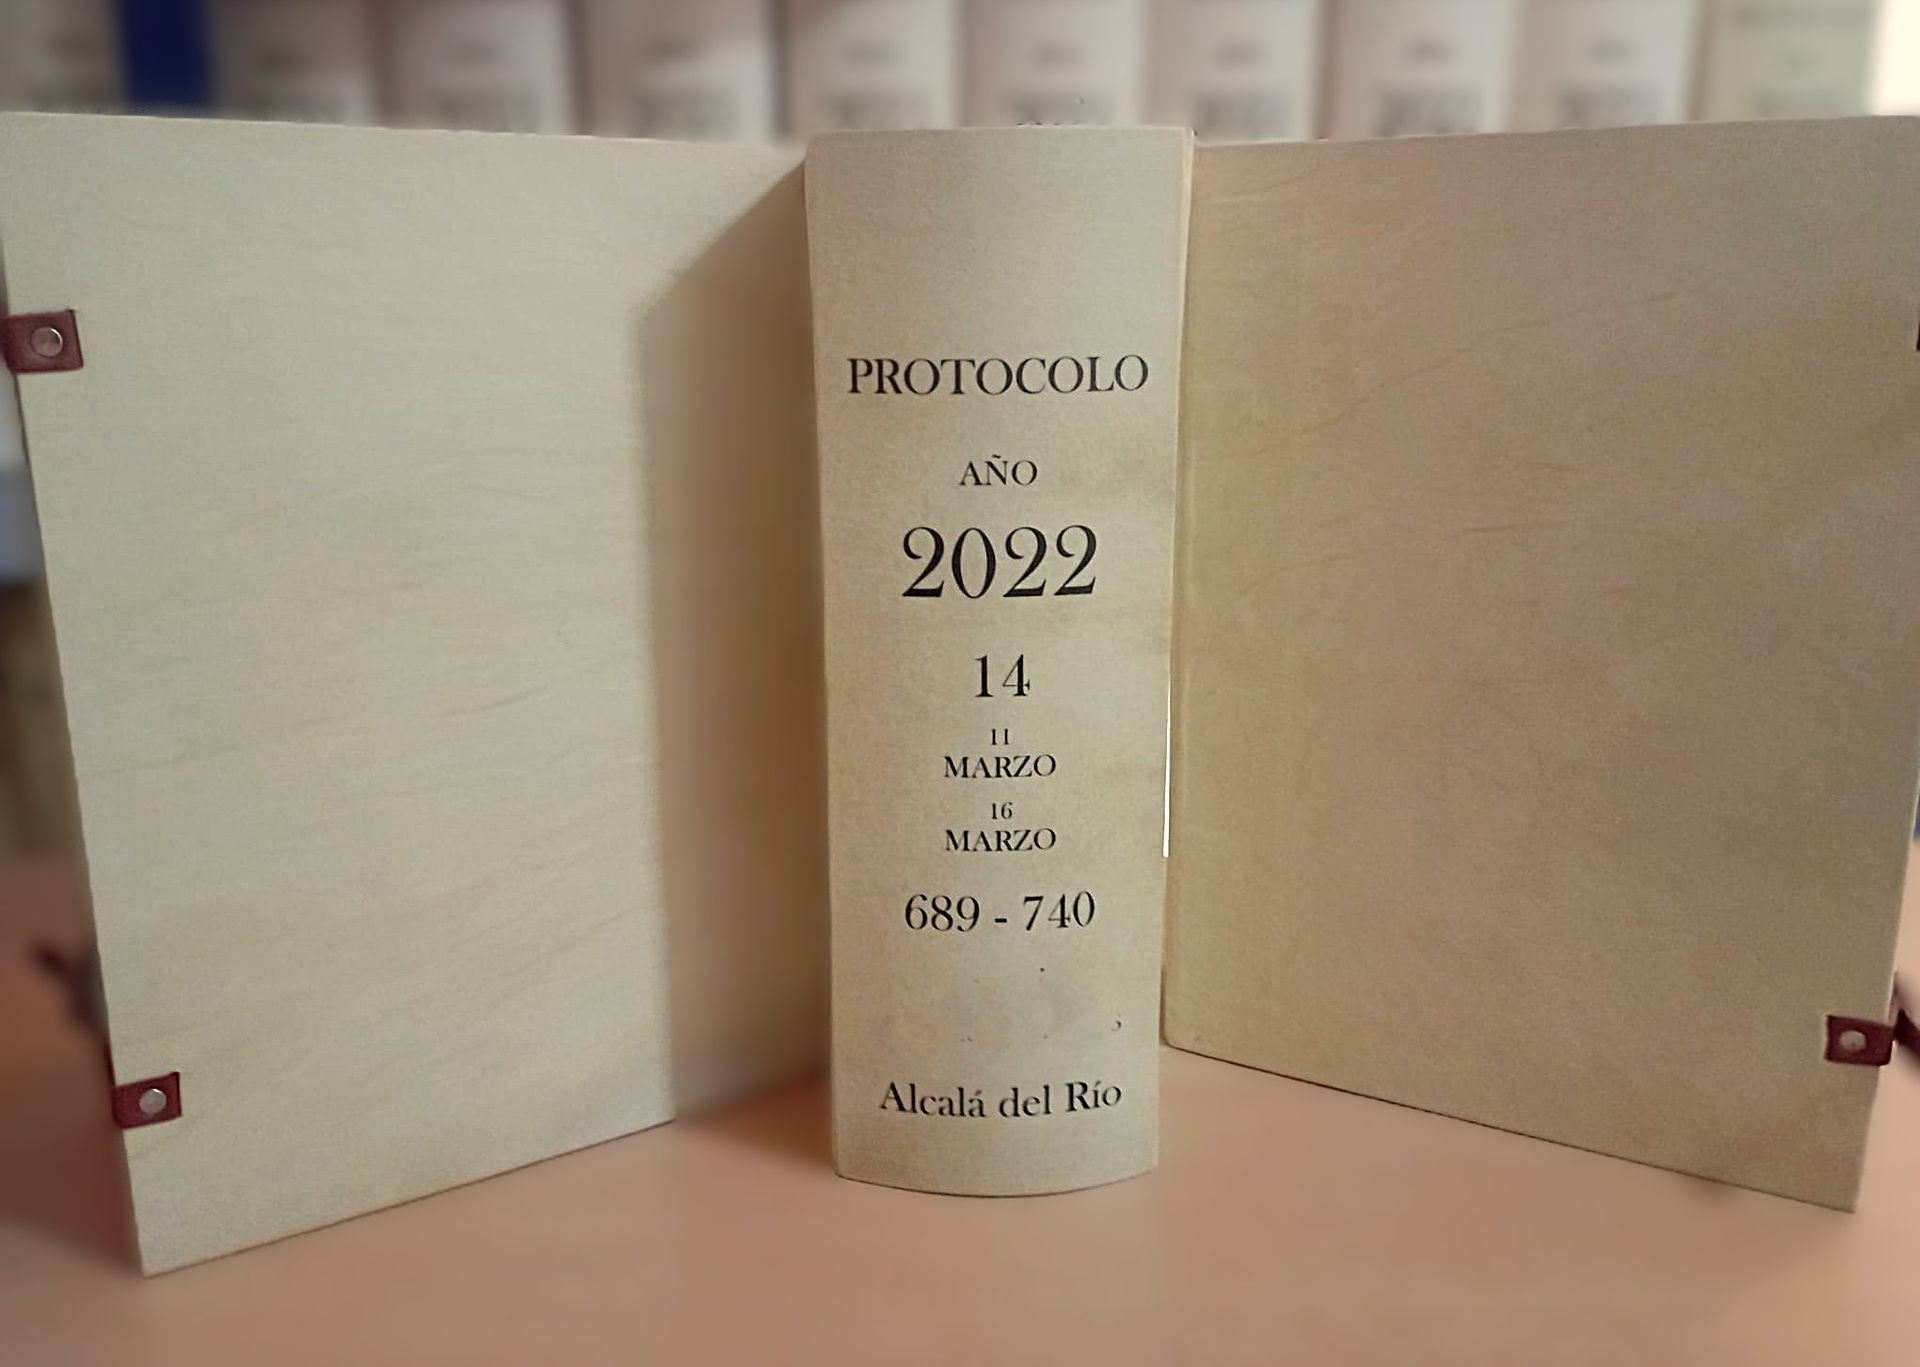 PROTOCOLO
AÑO
2022
14
11
MARZO
16
MARZO
689 - 740
Alcalá del Río